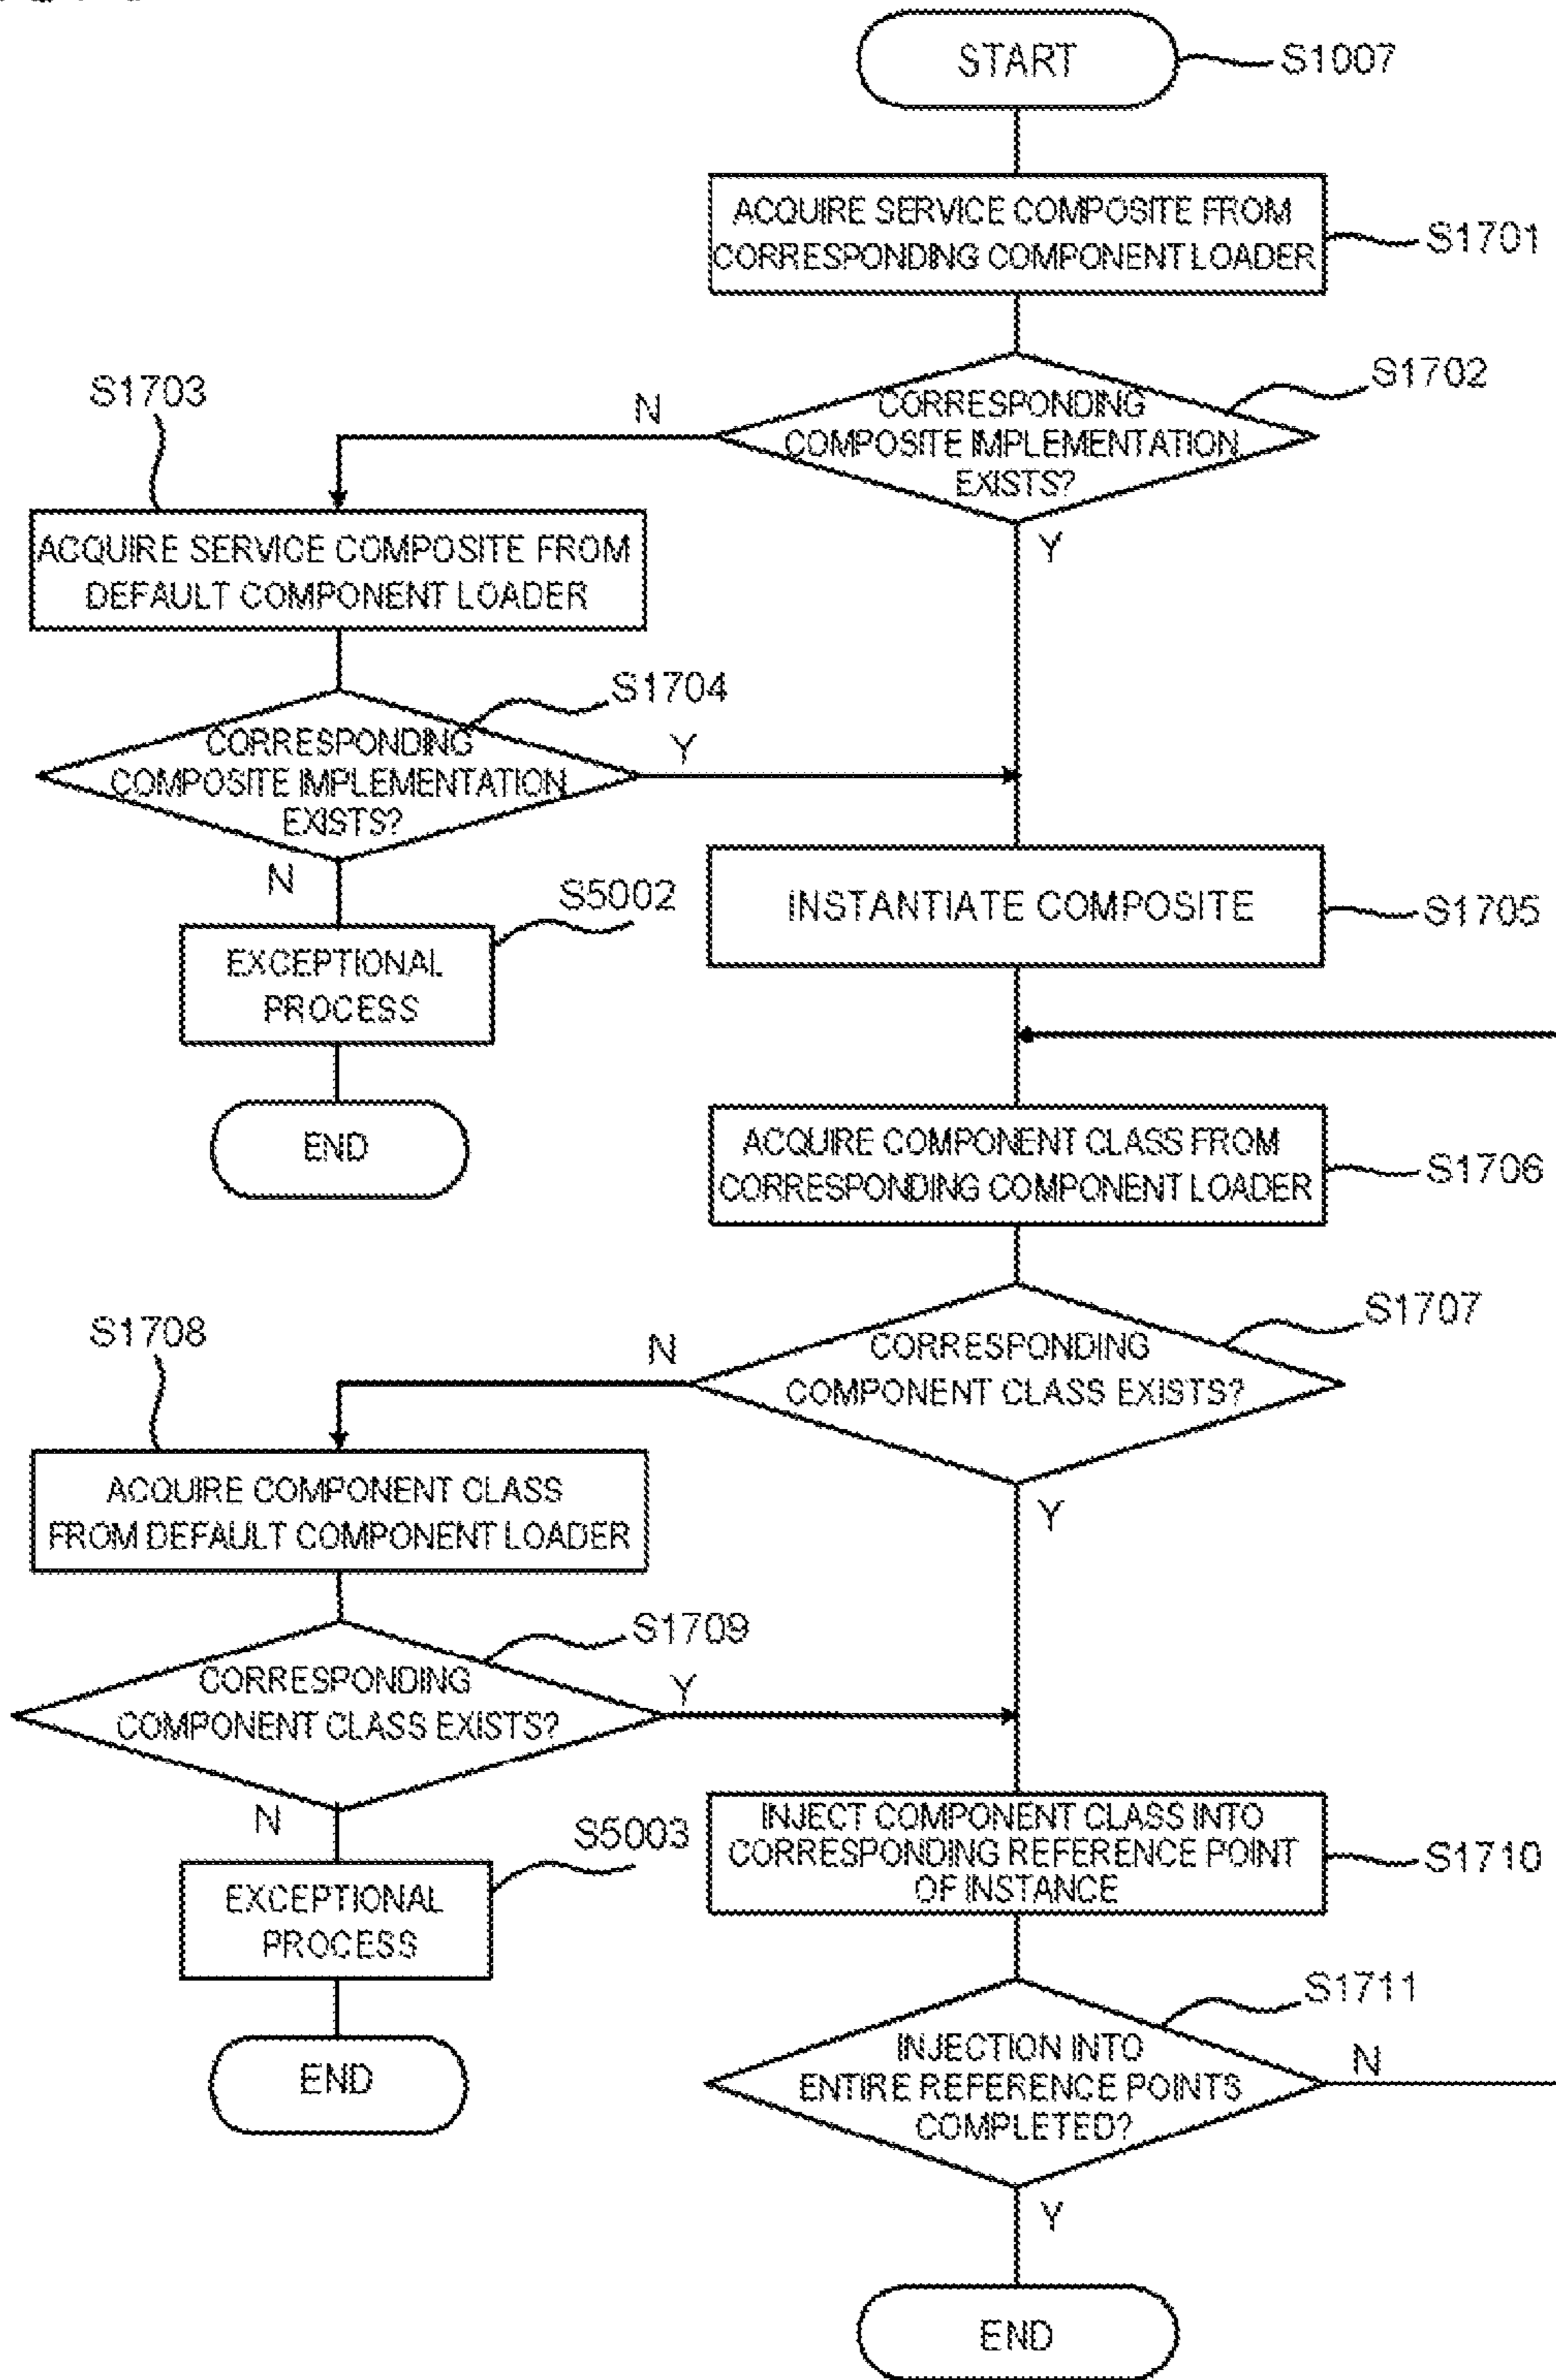 START
S1007
ACQUIRE SERVICE COMPOSITE FROM
CORRESPONDING COMPONENT LOADER
S1701
CORRESPONDING
COMPOSITE IMPLEMENTATION
EXISTS?
S1702
N
Y
S1703
ACQUIRE SERVICE COMPOSITE FROM
DEFAULT COMPONENT LOADER
S1704
CORRESPONDING
COMPOSITE IMPLEMENTATION
EXISTS?
Y
N
S5002
EXCEPTIONAL
PROCESS
END
INSTANTIATE COMPOSITE
S1705
ACQUIRE COMPONENT CLASS FROM
CORRESPONDING COMPONENT LOADER
S1706
S1707
CORRESPONDING
COMPONENT CLASS EXISTS?
N
Y
S1708
ACQUIRE COMPONENT CLASS
FROM DEFAULT COMPONENT LOADER
S1709
CORRESPONDING
COMPONENT CLASS EXISTS?
Y
N
S5003
EXCEPTIONAL
PROCESS
END
INJECT COMPONENT CLASS INTO
CORRESPONDING REFERENCE POINT
OF INSTANCE
S1710
S1711
INJECTION INTO
ENTIRE REFERENCE POINTS
COMPLETED?
N
Y
END